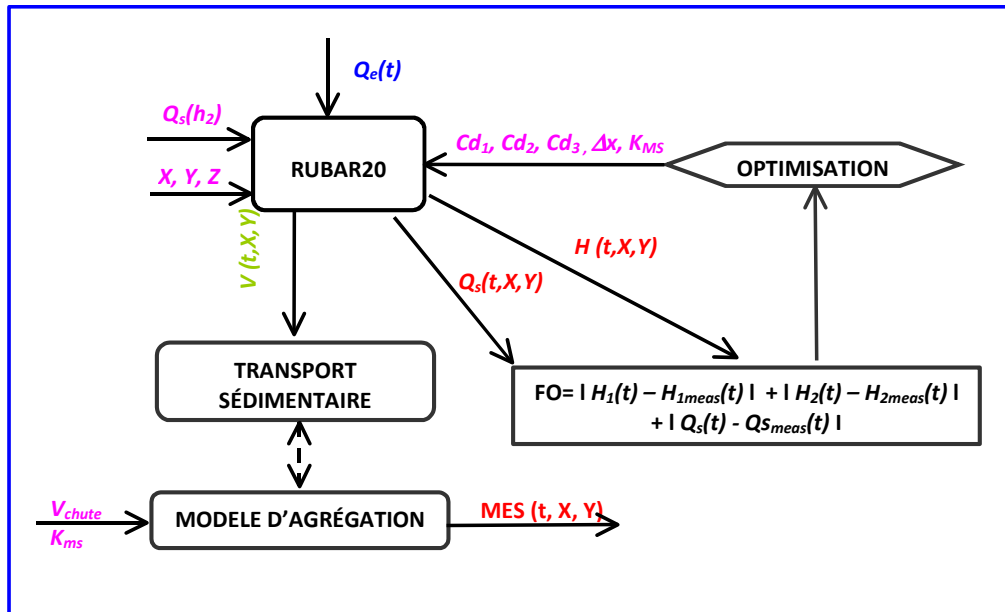 Qe(t)
Qs(h2)
Cd1, Cd2, Cd3, Δx, KMS
RUBAR20
OPTIMISATION
X, Y, Z
V (t,X,Y)
H (t,X,Y)
Qs(t,X,Y)
TRANSPORT
SÉDIMENTAIRE
FO= I H1(t) – H1meas(t) I + I H2(t) – H2meas(t) I
+ I Qs(t) - Qsmeas(t) I
Vchute
Kms
MODELE D’AGRÉGATION
MES (t, X, Y)